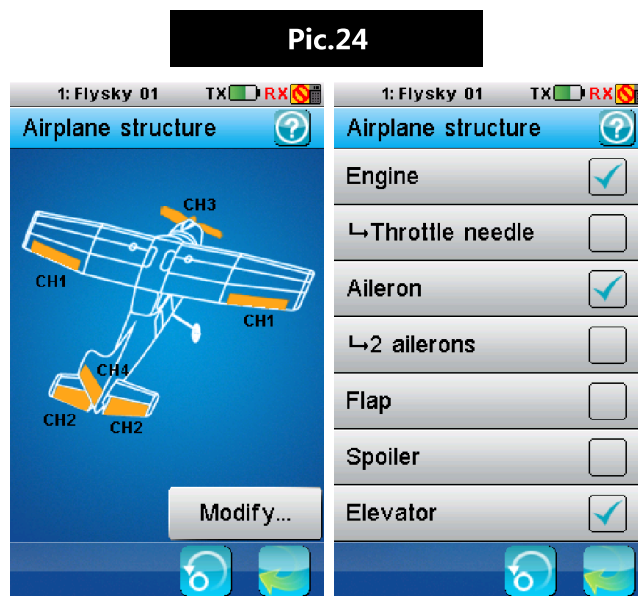 Pic.24
1: Flysky 01 TX RX
Airplane structure ?
CH3
CH1
CH1
CH4
CH2
CH2
Modify...
1: Flysky 01 TX RX
Airplane structure ?
Engine
↳Throttle needle
Aileron
↳2 ailerons
Flap
Spoiler
Elevator